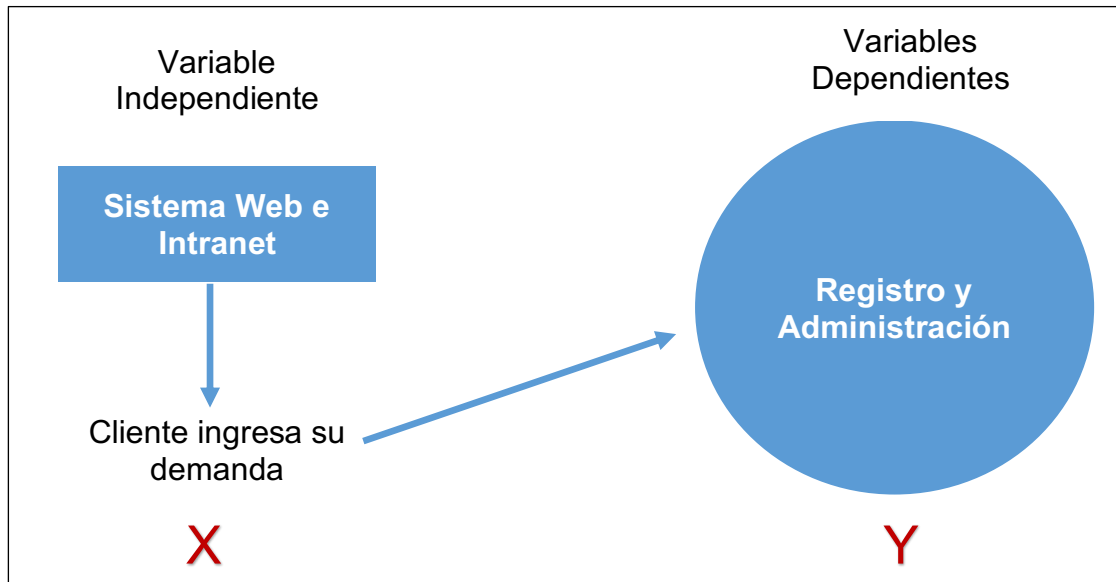 Variable
Independiente
Sistema Web e
Intranet
Cliente ingresa su
demanda
X
Variables
Dependientes
Registro y
Administración
Y